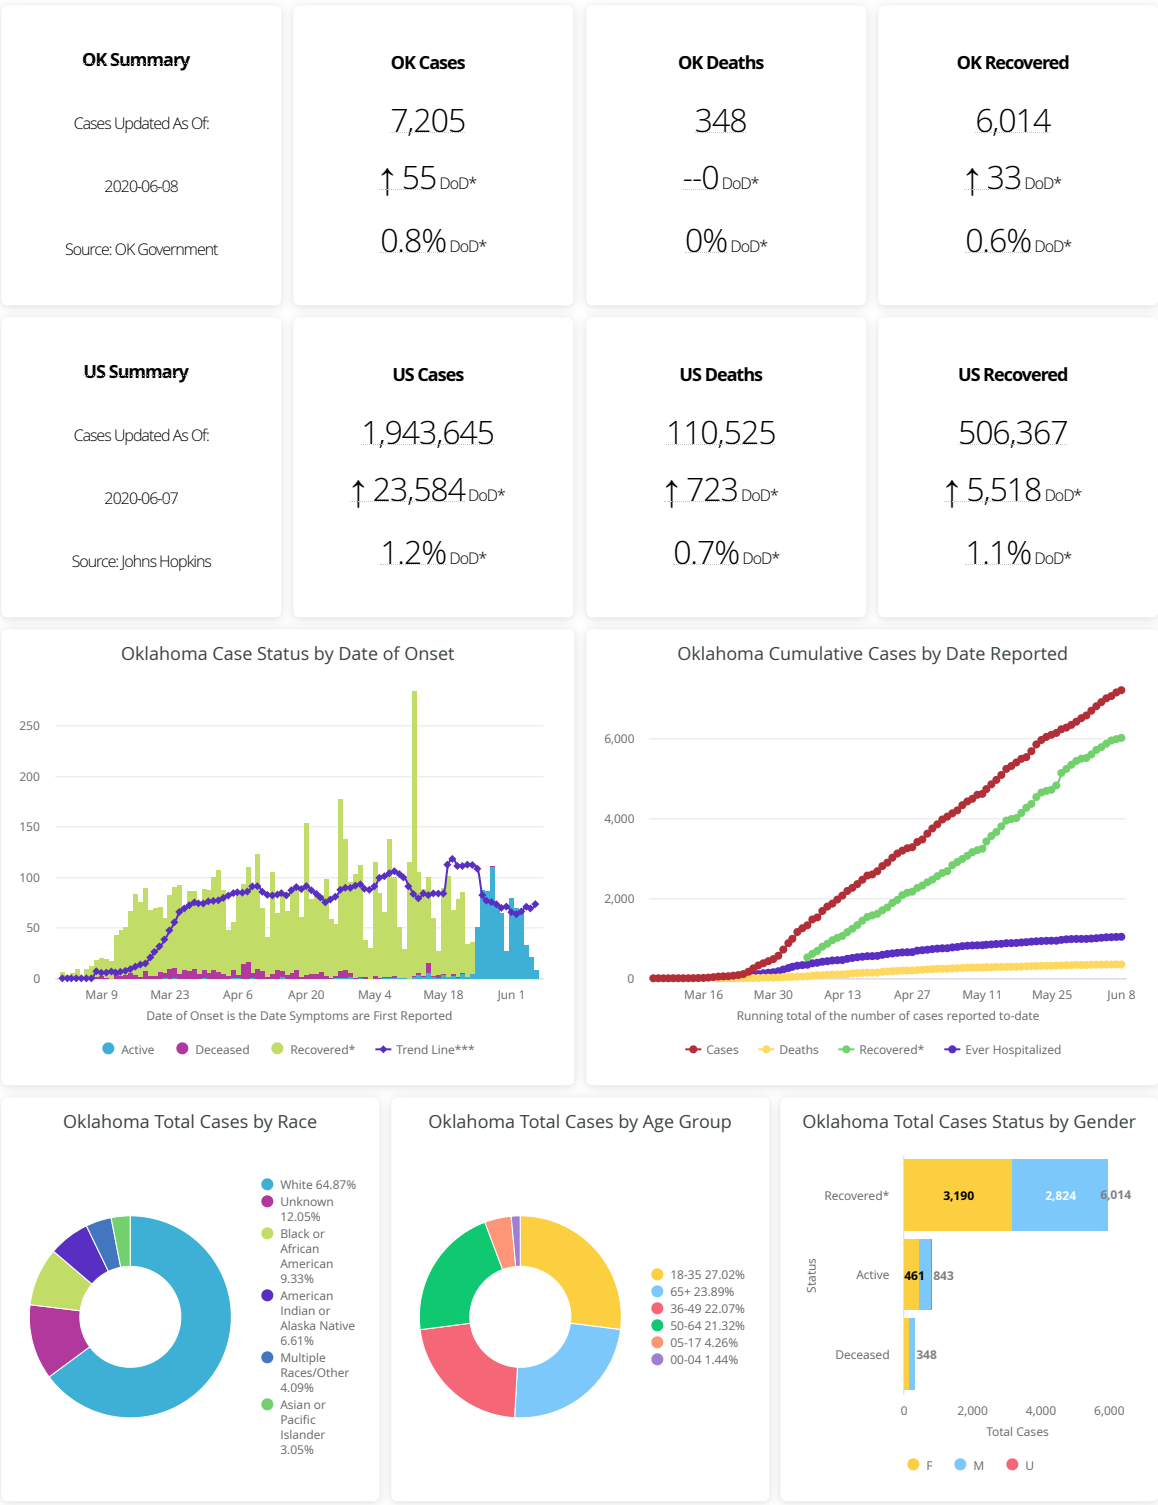 OK Summary
Cases Updated As Of:
2020-06-08
Source: OK Government
OK Cases
7,205
↑ 55 DoD*
0.8% DoD*
OK Deaths
348
--0 DoD*
0% DoD*
OK Recovered
6,014
↑ 33 DoD*
0.6% DoD*
US Summary
Cases Updated As Of:
2020-06-07
Source: Johns Hopkins
US Cases
1,943,645
↑ 23,584 DoD*
1.2% DoD*
US Deaths
110,525
↑ 723 DoD*
0.7% DoD*
US Recovered
506,367
↑ 5,518 DoD*
1.1% DoD*
Oklahoma Case Status by Date of Onset
250
200
150
100
50
0
Mar 9 Mar 23 Apr 6 Apr 20 May 4 May 18 Jun 1
Date of Onset is the Date Symptoms are First Reported
Active Deceased Recovered* Trend Line***
Oklahoma Cumulative Cases by Date Reported
6,000
4,000
2,000
0
Mar 16 Mar 30 Apr 13 Apr 27 May 11 May 25 Jun 8
Running total of the number of cases reported to-date
Cases Deaths Recovered* Ever Hospitalized
Oklahoma Total Cases by Race
White 64.87%
Unknown
12.05%
Black or
African
American
9.33%
American
Indian or
Alaska Native
6.61%
Multiple
Races/Other
4.09%
Asian or
Pacific
Islander
3.05%
Oklahoma Total Cases by Age Group
18-35 27.02%
65+ 23.89%
36-49 22.07%
50-64 21.32%
05-17 4.26%
00-04 1.44%
Oklahoma Total Cases Status by Gender
Status
Recovered* 3,190 2,824 6,014
Active 461 843
Deceased 348
0 2,000 4,000 6,000
Total Cases
F M U